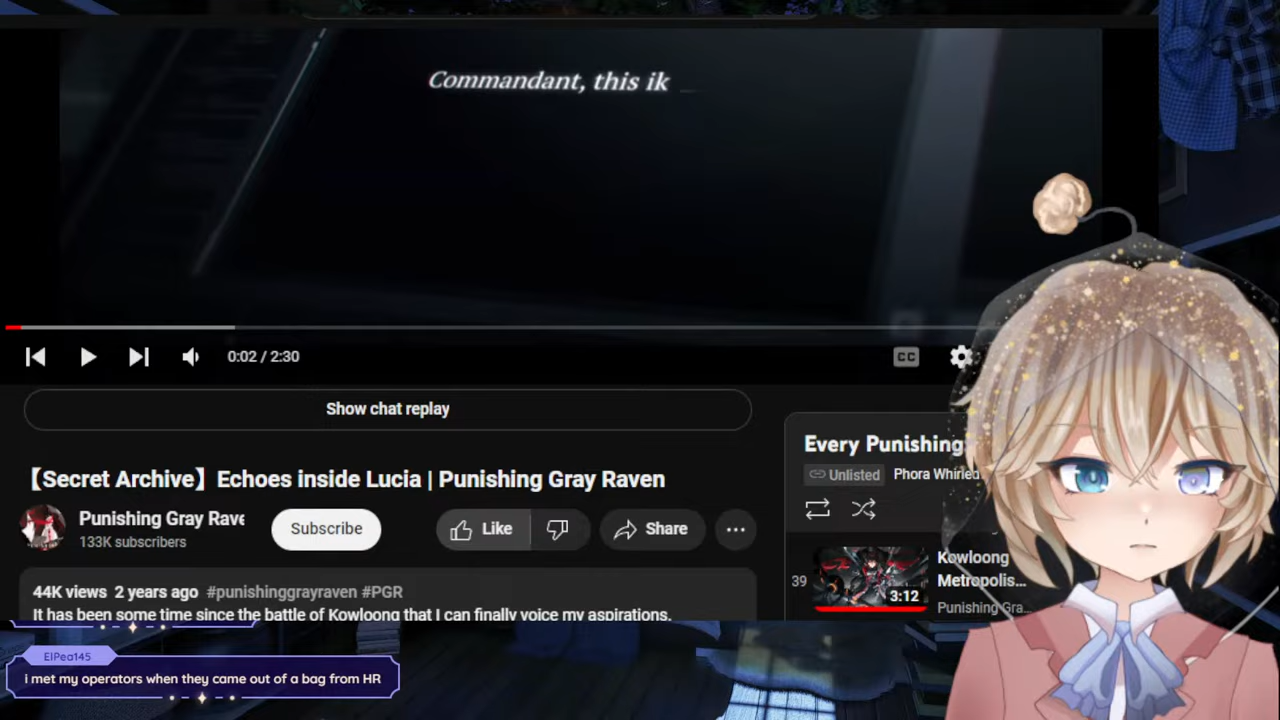 Commandant, this ik _
0:02 / 2:30
CC
Show chat replay
【Secret Archive】Echoes inside Lucia | Punishing Gray Raven
Punishing Gray Rave
133K subscribers
Subscribe
Like
Share
44K views 2 years ago #punishinggrayraven #PGR
It has been some time since the battle of Kowloong that I can finally voice my aspirations.
Every Punishing
Unlisted
Phora Whirled
39
3:12
Kowloong
Metropolis...
Punishing Gra...
ElPea145
i met my operators when they came out of a bag from HR